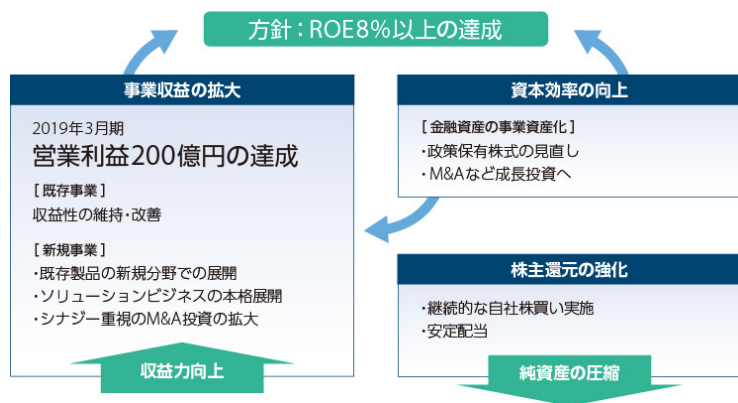 方針：ROE8％以上の達成
事業収益の拡大
2019年3月期
営業利益200億円の達成
［既存事業］
収益性の維持・改善
［新規事業］
・既存製品の新規分野での展開
・ソリューションビジネスの本格展開
・シナジー重視のM&A投資の拡大
収益力向上
資本効率の向上
［金融資産の事業資産化］
・政策保有株式の見直し
・M&Aなど成長投資へ
株主還元の強化
・継続的な自社株買い実施
・安定配当
純資産の圧縮